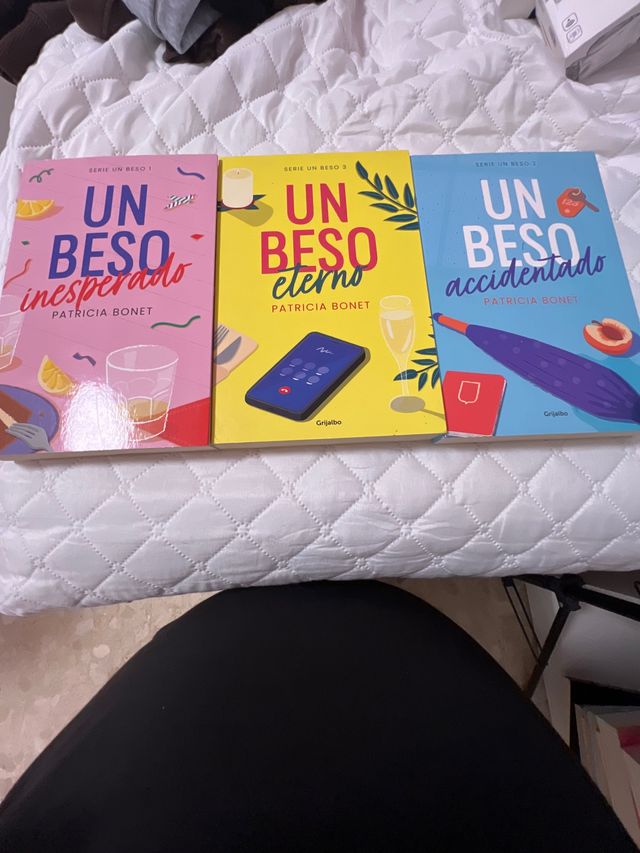 SERIE UN BESO 1
UN
BESO
inesperado
PATRICIA BONET
SERIE UN BESO 3
UN
BESO
eterno
PATRICIA BONET
Grijalbo
SERIE UN BESO 2
UN
BESO
accidentado
PATRICIA BONET
126
Grijalbo